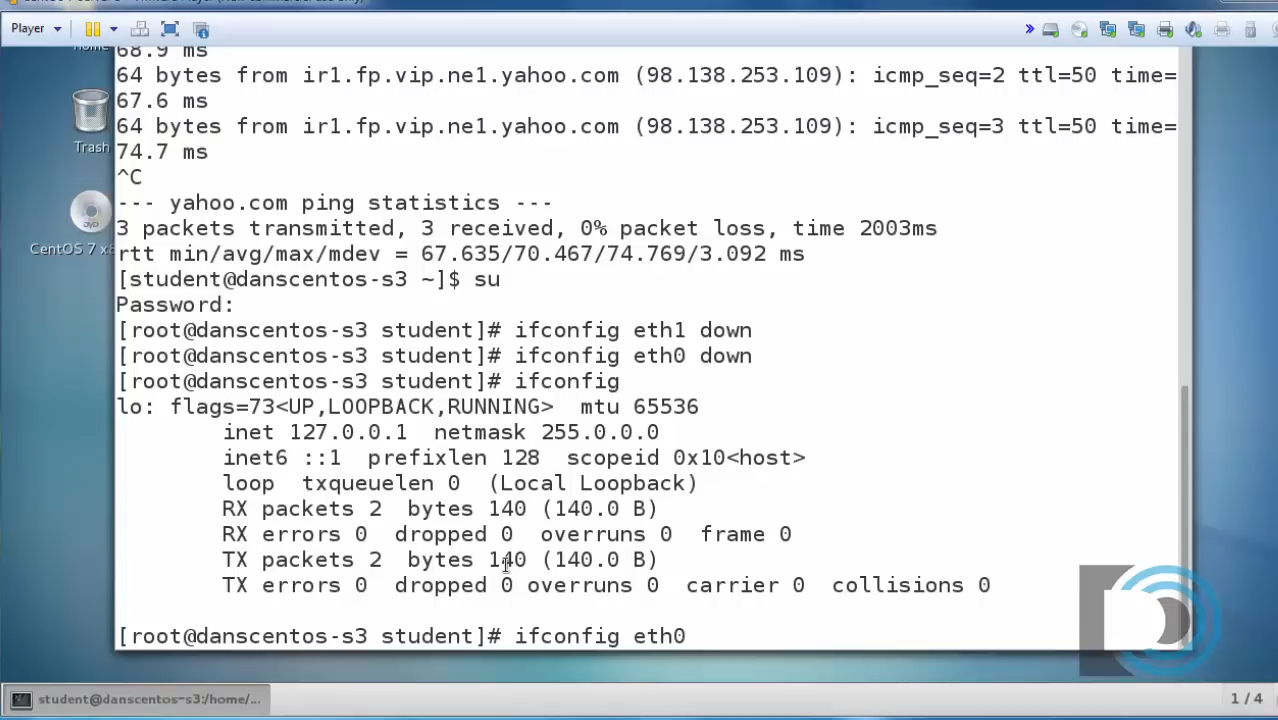 Player
68.9 ms
64 bytes from ir1.fp.vip.ne1.yahoo.com (98.138.253.109): icmp_seq=2 ttl=50 time=
67.6 ms
64 bytes from ir1.fp.vip.ne1.yahoo.com (98.138.253.109): icmp_seq=3 ttl=50 time=
74.7 ms
^C
--- yahoo.com ping statistics ---
3 packets transmitted, 3 received, 0% packet loss, time 2003ms
rtt min/avg/max/mdev = 67.635/70.467/74.769/3.092 ms
[student@danscentos-s3 ~]$ su
Password:
[root@danscentos-s3 student]# ifconfig eth1 down
[root@danscentos-s3 student]# ifconfig eth0 down
[root@danscentos-s3 student]# ifconfig
lo: flags=73<UP,LOOPBACK,RUNNING>  mtu 65536
        inet 127.0.0.1  netmask 255.0.0.0
        inet6 ::1  prefixlen 128  scopeid 0x10<host>
        loop  txqueuelen 0  (Local Loopback)
        RX packets 2  bytes 140 (140.0 B)
        RX errors 0  dropped 0  overruns 0  frame 0
        TX packets 2  bytes 140 (140.0 B)
        TX errors 0  dropped 0 overruns 0  carrier 0  collisions 0
[root@danscentos-s3 student]# ifconfig eth0
Trash
CentOS 7
student@danscentos-s3:/home/...
1 / 4